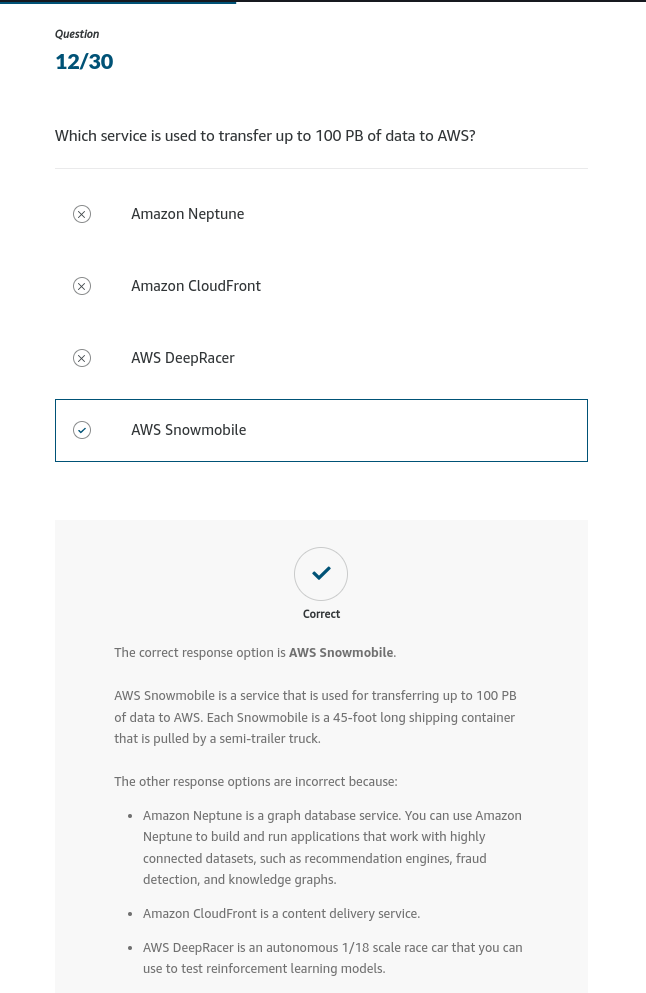 Question
12/30
Which service is used to transfer up to 100 PB of data to AWS?
Amazon Neptune
Amazon CloudFront
AWS DeepRacer
AWS Snowmobile
Correct
The correct response option is AWS Snowmobile.
AWS Snowmobile is a service that is used for transferring up to 100 PB
of data to AWS. Each Snowmobile is a 45-foot long shipping container
that is pulled by a semi-trailer truck.
The other response options are incorrect because:
• Amazon Neptune is a graph database service. You can use Amazon
Neptune to build and run applications that work with highly
connected datasets, such as recommendation engines, fraud
detection, and knowledge graphs.
• Amazon CloudFront is a content delivery service.
• AWS DeepRacer is an autonomous 1/18 scale race car that you can
use to test reinforcement learning models.